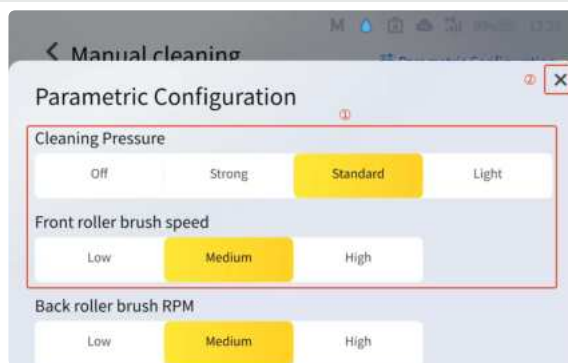 M
Manual cleaning
②
Parametric Configuration
①
Cleaning Pressure
Off Strong Standard Light
Front roller brush speed
Low Medium High
Back roller brush RPM
Low Medium High